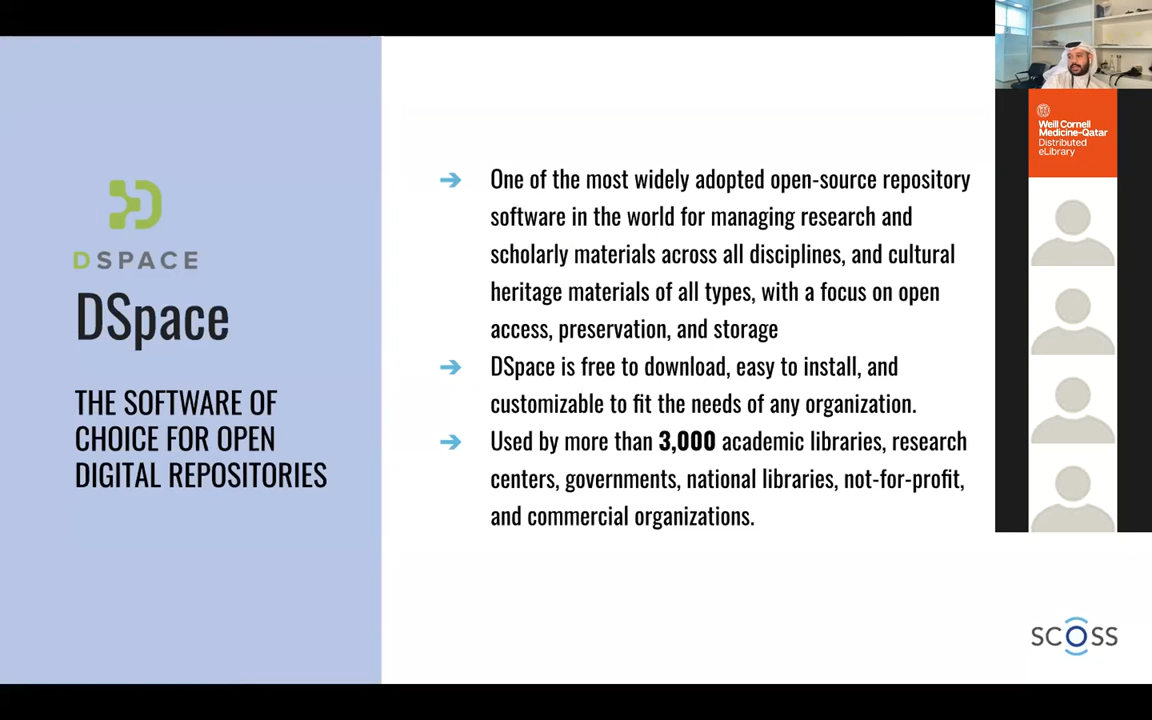 DSPACE
DSpace
THE SOFTWARE OF
CHOICE FOR OPEN
DIGITAL REPOSITORIES
➔ One of the most widely adopted open-source repository
software in the world for managing research and
scholarly materials across all disciplines, and cultural
heritage materials of all types, with a focus on open
access, preservation, and storage
➔ DSpace is free to download, easy to install, and
customizable to fit the needs of any organization.
➔ Used by more than 3,000 academic libraries, research
centers, governments, national libraries, not-for-profit,
and commercial organizations.
Weill Cornell
Medicine-Qatar
Distributed
eLibrary
SCOSS